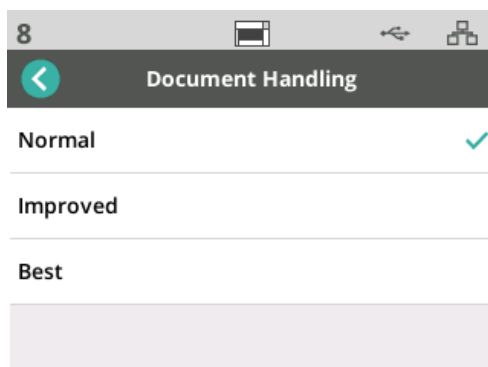 8
Document Handling
Normal
Improved
Best